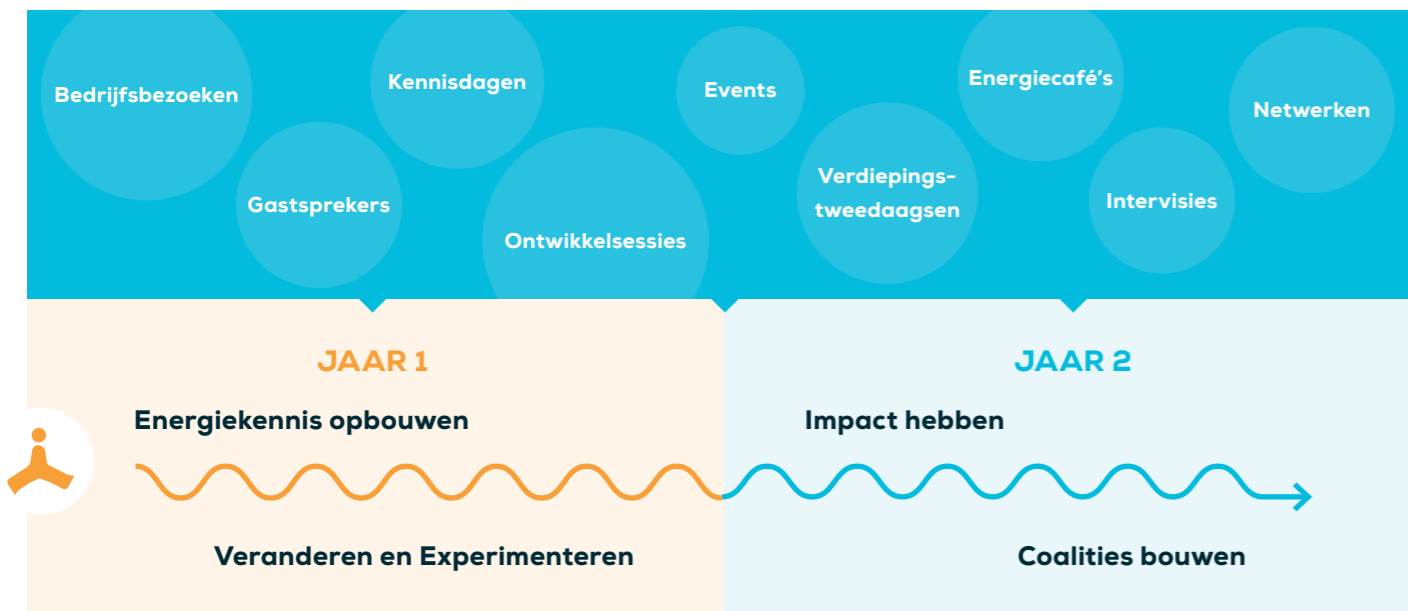 Bedrijfsbezoeken
Kennisdagen
Events
Energiecafé's
Netwerken
Gastsprekers
Ontwikkelsessies
Verdiepings-
tweedaagsen
Intervisies
JAAR 1
Energiekennis opbouwen
Veranderen en Experimenteren
JAAR 2
Impact hebben
Coalities bouwen